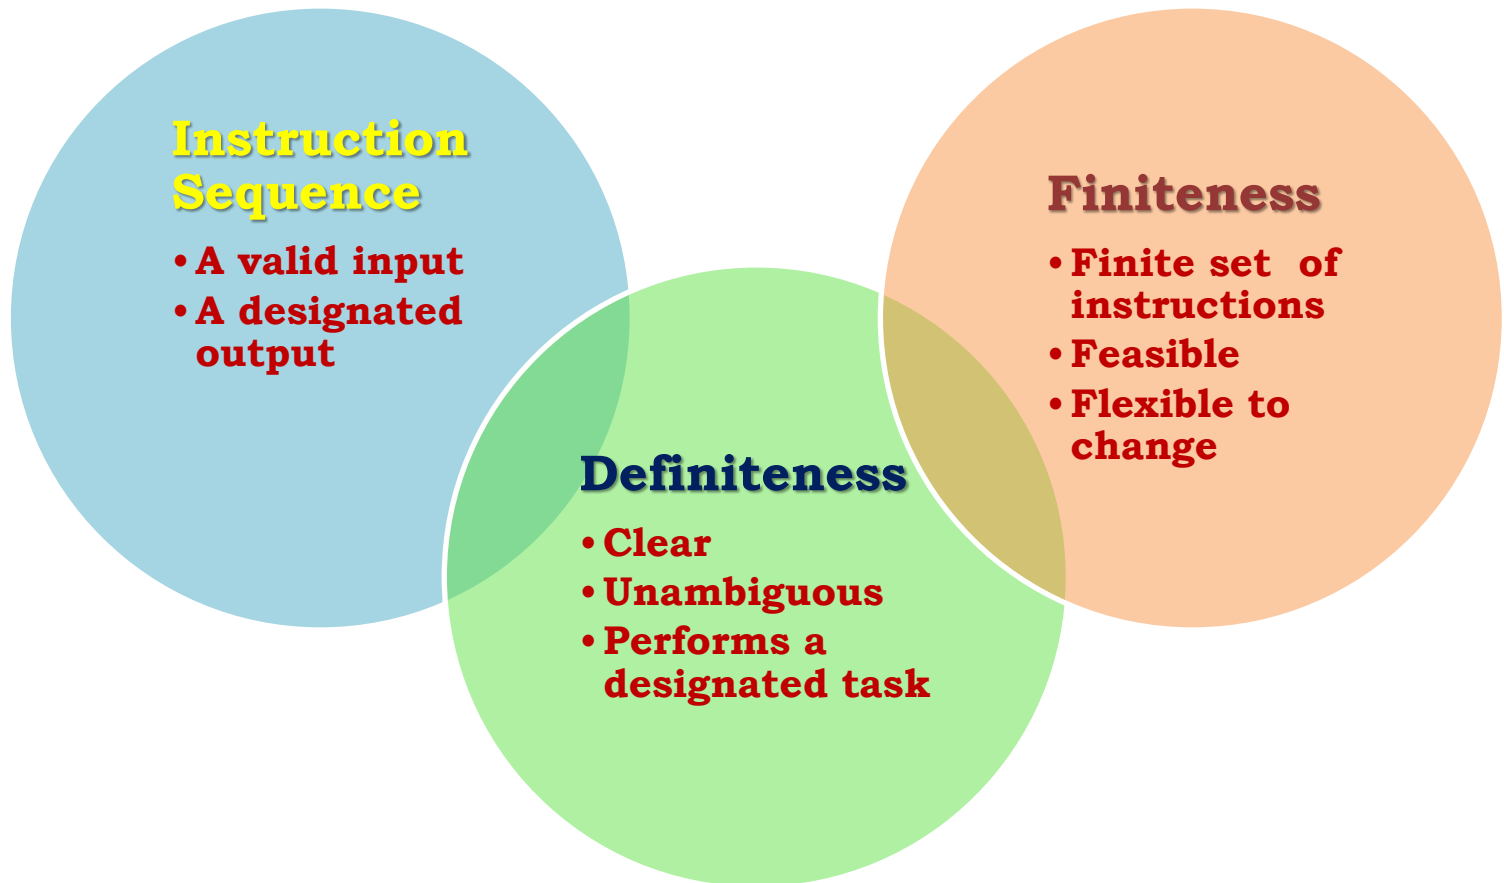 Instruction
Sequence
• A valid input
• A designated
output
Definiteness
• Clear
• Unambiguous
• Performs a
designated task
Finiteness
• Finite set of
instructions
• Feasible
• Flexible to
change